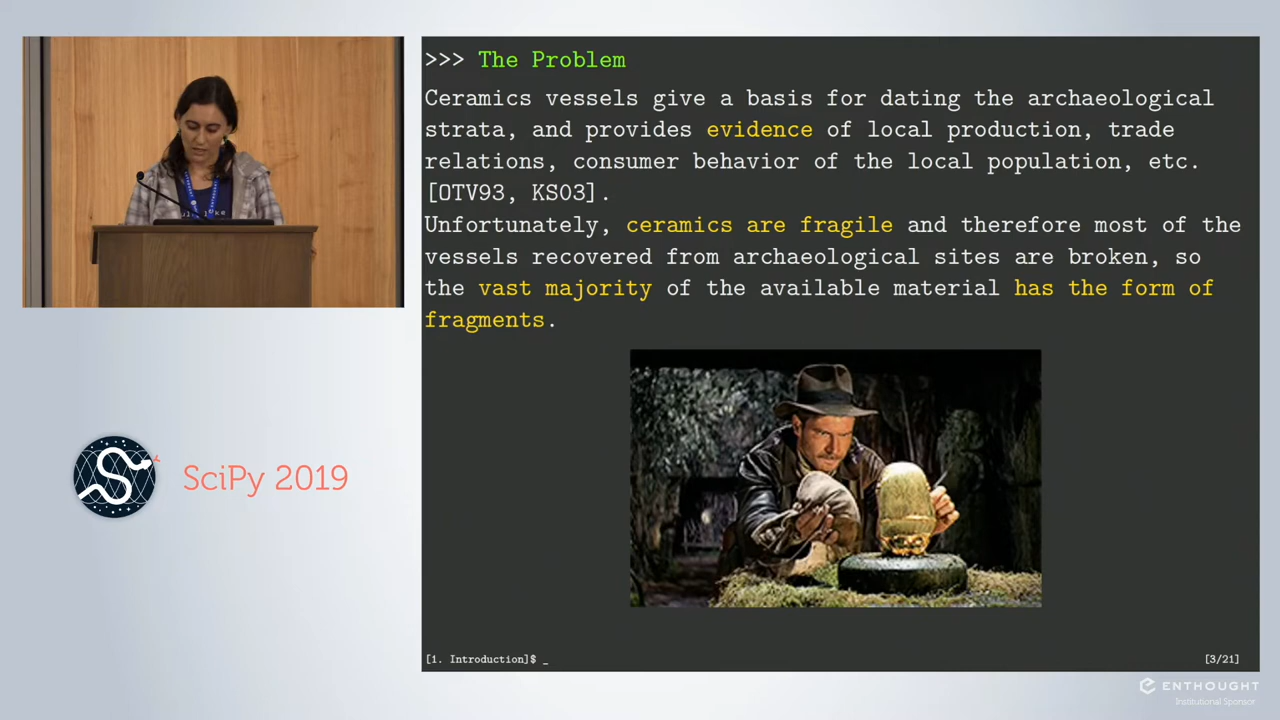 >>> The Problem
Ceramics vessels give a basis for dating the archaeological
strata, and provides evidence of local production, trade
relations, consumer behavior of the local population, etc.
[OTV93, KS03].
Unfortunately, ceramics are fragile and therefore most of the
vessels recovered from archaeological sites are broken, so
the vast majority of the available material has the form of
fragments.
SciPy 2019
[1. Introduction]$ _
[3/21]
ENTHOUGHT
Institutional Sponsor